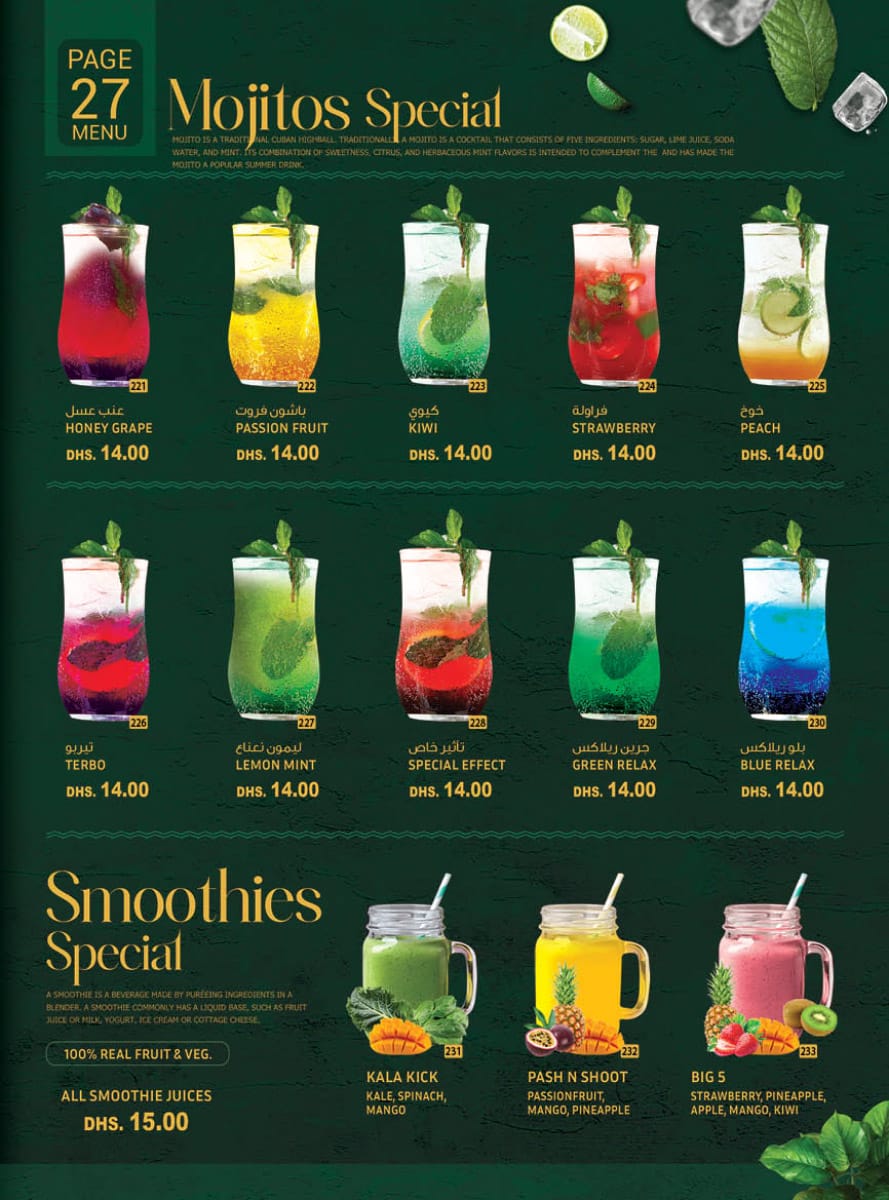 PAGE
27
MENU
Mojitos Special
MOJITO IS A TRADITIONAL CUBAN HIGHBALL. TRADITIONALLY, A MOJITO IS A COCKTAIL THAT CONSISTS OF FIVE INGREDIENTS: SUGAR, LIME JUICE, SODA
WATER, AND MINT. ITS COMBINATION OF SWEETNESS, CITRUS, AND HERBACEOUS MINT FLAVORS IS INTENDED TO COMPLEMENT THE AND HAS MADE THE
MOJITO A POPULAR SUMMER DRINK.
221
عنب عسل
HONEY GRAPE
DHS. 14.00
222
باشون فروت
PASSION FRUIT
DHS. 14.00
223
كيوي
KIWI
DHS. 14.00
224
فراولة
STRAWBERRY
DHS. 14.00
225
خوخ
PEACH
DHS. 14.00
226
تيربو
TERBO
DHS. 14.00
227
ليمون نعناع
LEMON MINT
DHS. 14.00
228
تأثير خاص
SPECIAL EFFECT
DHS. 14.00
229
جرين ريلاكس
GREEN RELAX
DHS. 14.00
230
بلو ريلاكس
BLUE RELAX
DHS. 14.00
Smoothies
Special
A SMOOTHIE IS A BEVERAGE MADE BY PURÉEING INGREDIENTS IN A
BLENDER. A SMOOTHIE COMMONLY HAS A LIQUID BASE, SUCH AS FRUIT
JUICE OR MILK, YOGURT, ICE CREAM OR COTTAGE CHEESE.
100% REAL FRUIT & VEG.
ALL SMOOTHIE JUICES
DHS. 15.00
231
KALA KICK
KALE, SPINACH,
MANGO
232
PASH N SHOOT
PASSIONFRUIT,
MANGO, PINEAPPLE
233
BIG 5
STRAWBERRY, PINEAPPLE,
APPLE, MANGO, KIWI